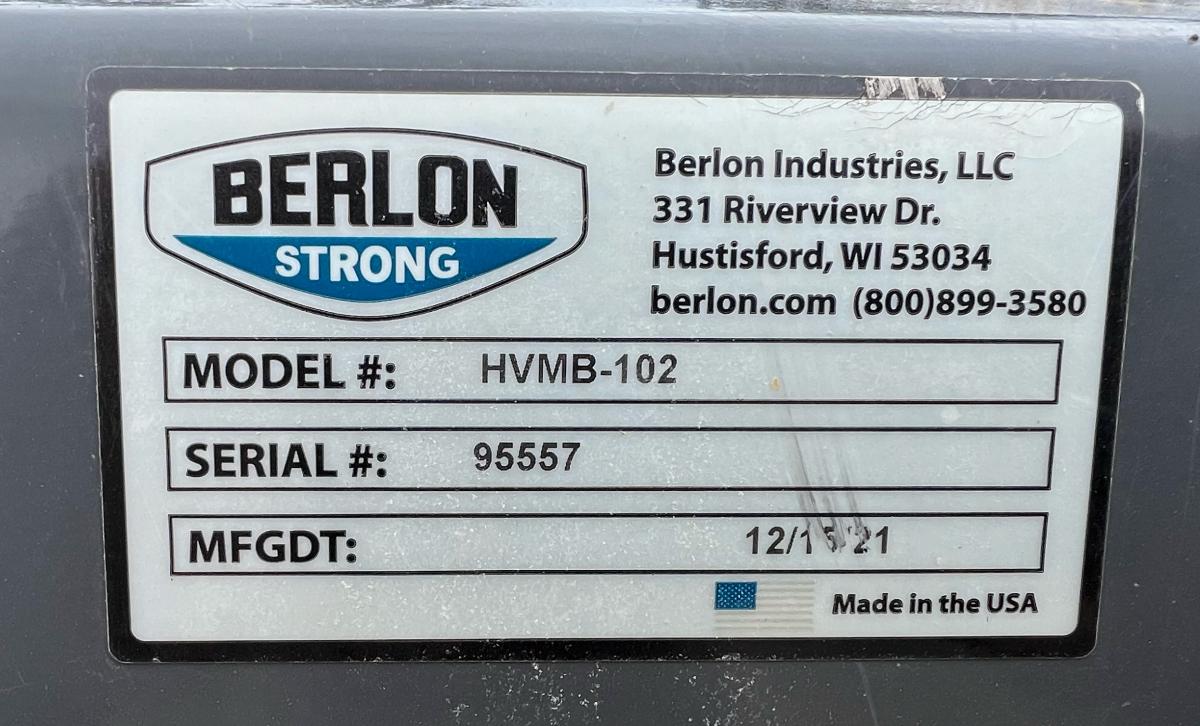 BERLON
STRONG
Berlon Industries, LLC
331 Riverview Dr.
Hustisford, WI 53034
berlon.com (800)899-3580
MODEL #: HVMB-102
SERIAL #: 95557
MFGDT:
Made in the USA